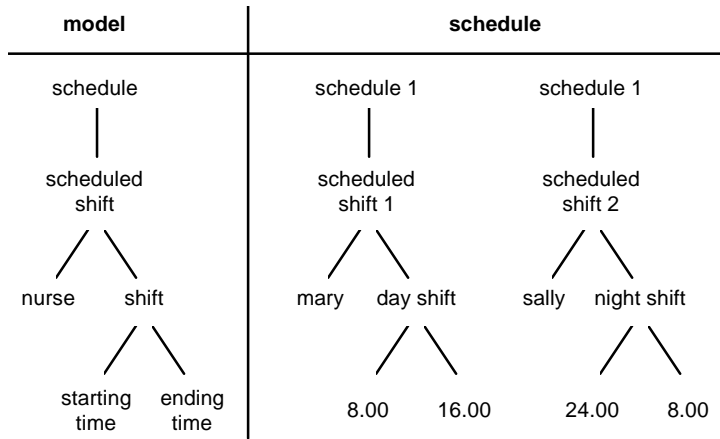 model schedule
schedule schedule 1 schedule 1
scheduled scheduled scheduled
shift shift 1 shift 2
nurse shift mary day shift sally night shift
starting ending
time time
8.00 16.00 24.00 8.00